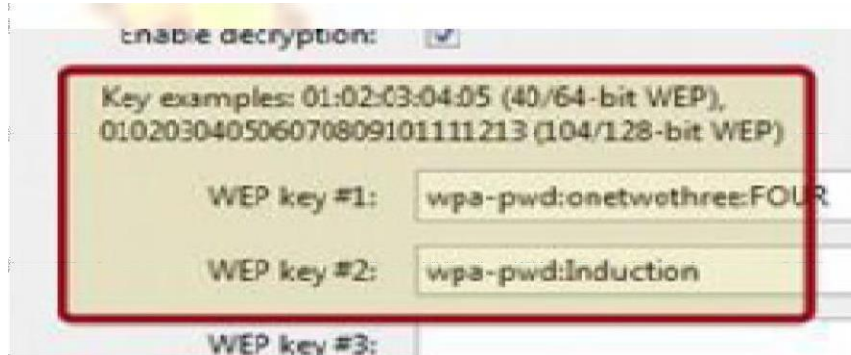 Enable decryption:
Key examples: 01:02:03:04:05 (40/64-bit WEP),
010203040506070809101111213 (104/128-bit WEP)
WEP key #1: wpa-pwd:onetwothree:FOUR
WEP key #2: wpa-pwd:Induction
WEP key #3: